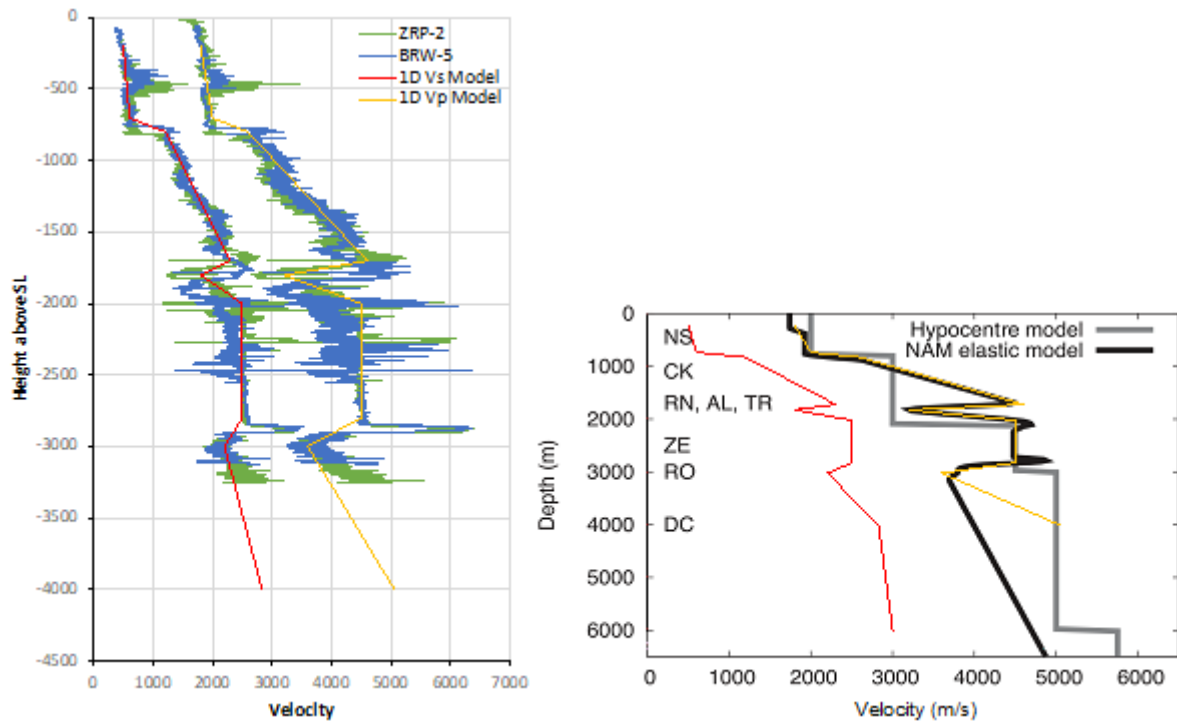 0
-500
-1000
-1500
-2000
-2500
-3000
-3500
-4000
-4500
Height above SL
0 1000 2000 3000 4000 5000 6000 7000
Velocity
ZRP-2
BRW-5
1D Vs Model
1D Vp Model
0
1000
2000
3000
4000
5000
6000
Depth (m)
NS
CK
RN, AL, TR
ZE
RO
DC
Hypocentre model
NAM elastic model
0 1000 2000 3000 4000 5000 6000
Velocity (m/s)